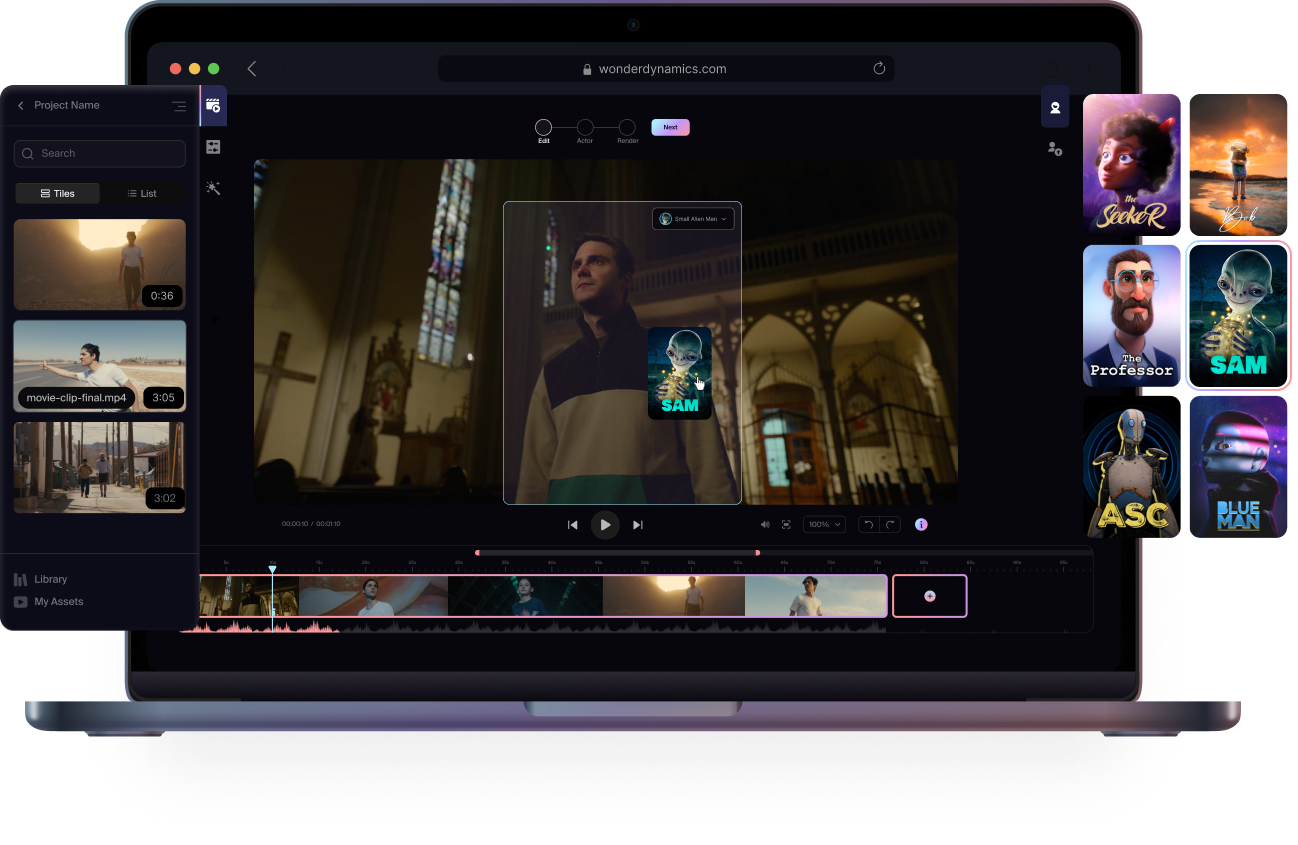 wonderdynamics.com
Project Name
Search
Tiles
List
0:36
movie-clip-final.mp4
3:05
3:02
Library
My Assets
Edit
Actor
Render
Next
Small Alien Man
SAM
00:00:10 / 00:01:10
100%
the
SeekeR
Bob
The
Professor
SAM
ASC
BLUE
MAN